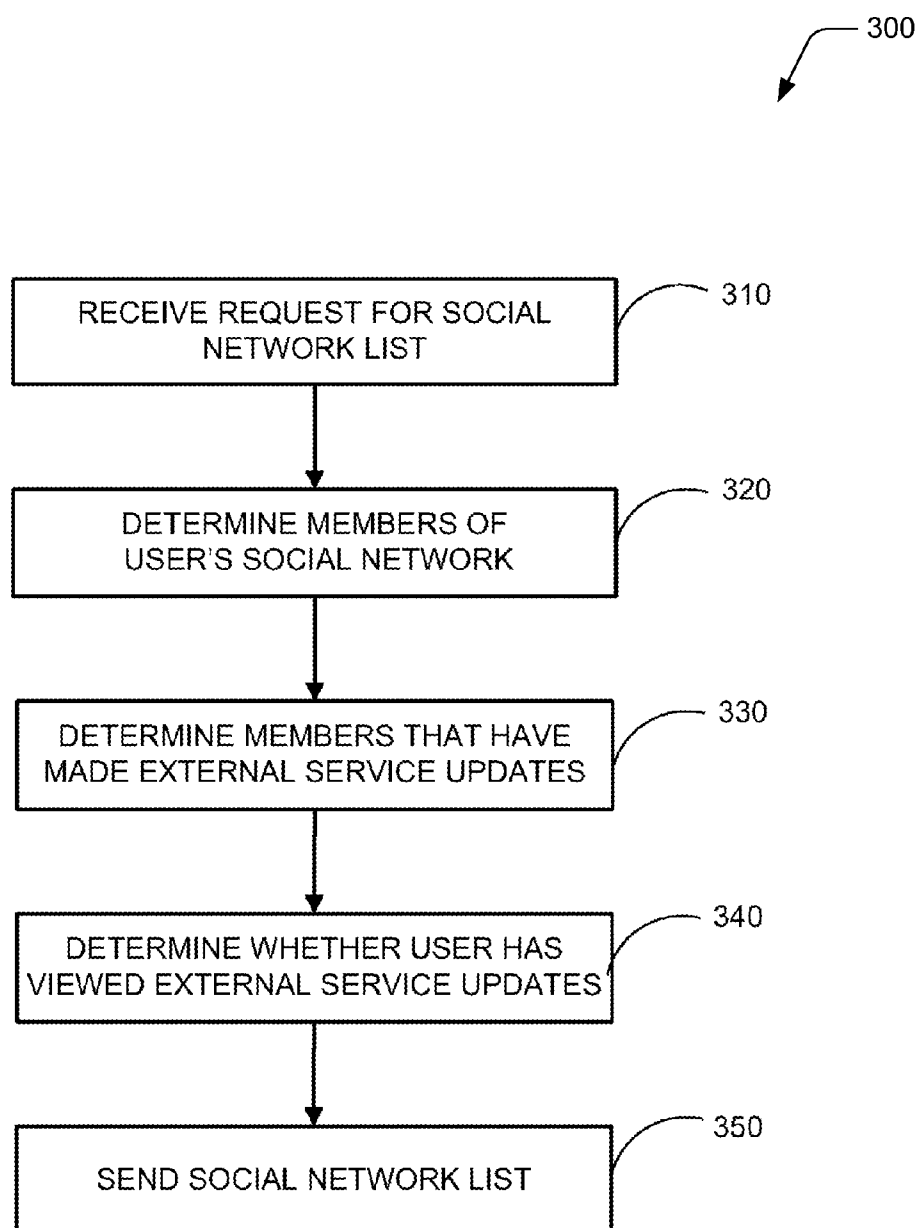 300
RECEIVE REQUEST FOR SOCIAL
NETWORK LIST
310
DETERMINE MEMBERS OF
USER'S SOCIAL NETWORK
320
DETERMINE MEMBERS THAT HAVE
MADE EXTERNAL SERVICE UPDATES
330
DETERMINE WHETHER USER HAS
VIEWED EXTERNAL SERVICE UPDATES
340
SEND SOCIAL NETWORK LIST
350